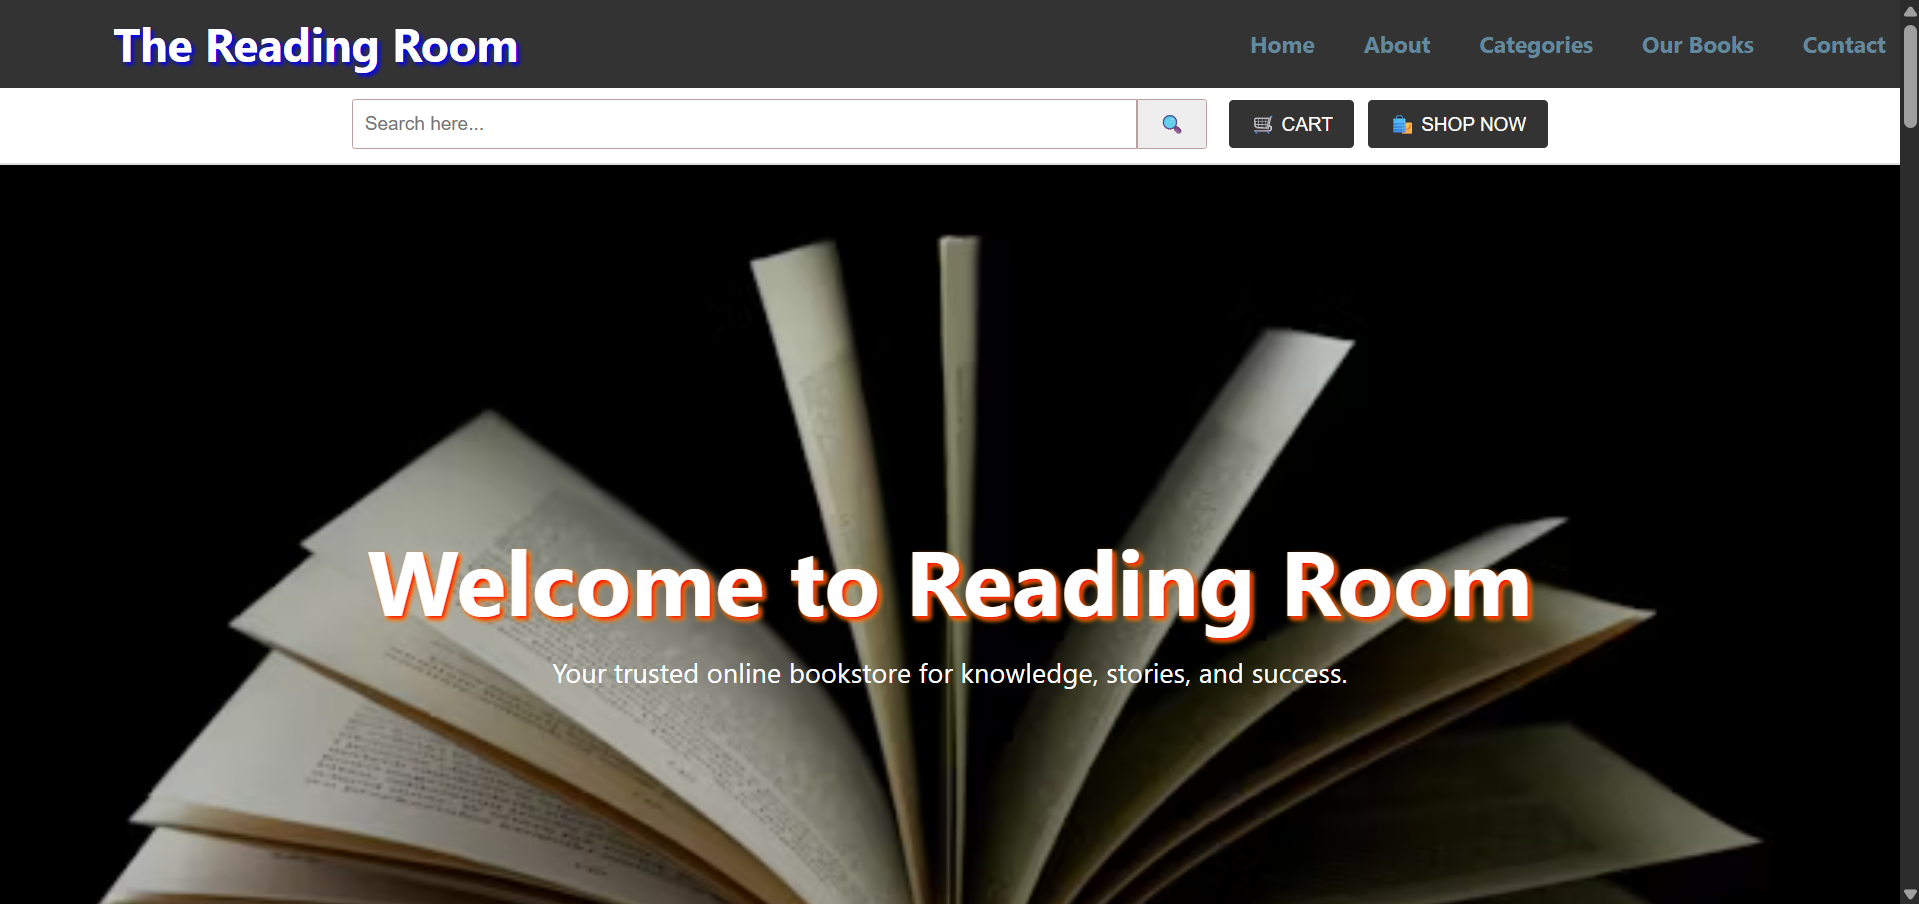 The Reading Room
Home
About
Categories
Our Books
Contact
Search here...
CART
SHOP NOW
Welcome to Reading Room
Your trusted online bookstore for knowledge, stories, and success.